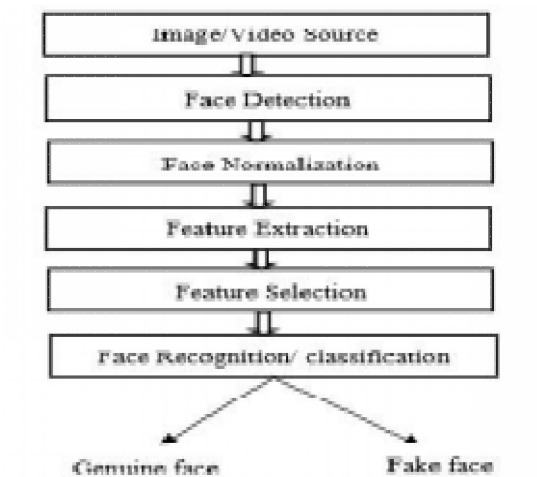 Image/Video Source
Face Detection
Face Normalization
Feature Extraction
Feature Selection
Face Recognition/ classification
Genuine face
Fake face